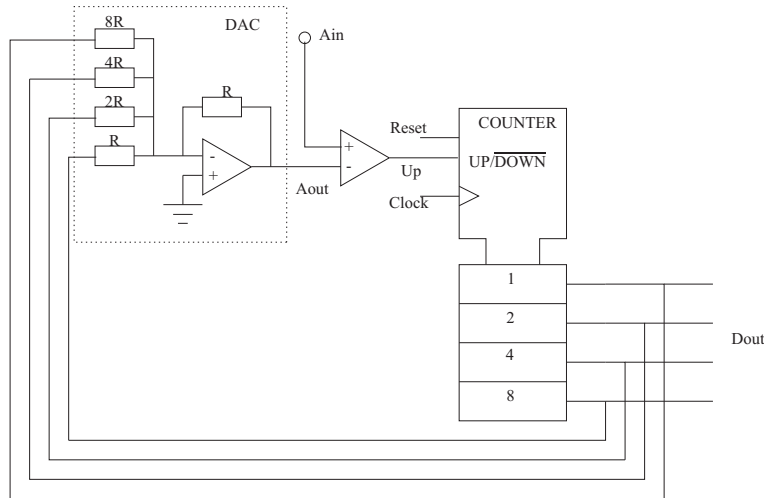 8R
DAC
Ain
4R
2R
R
R
-
+
Aout
+
-
Up
Reset
COUNTER
UP/DOWN
Clock
1
2
4
8
Dout